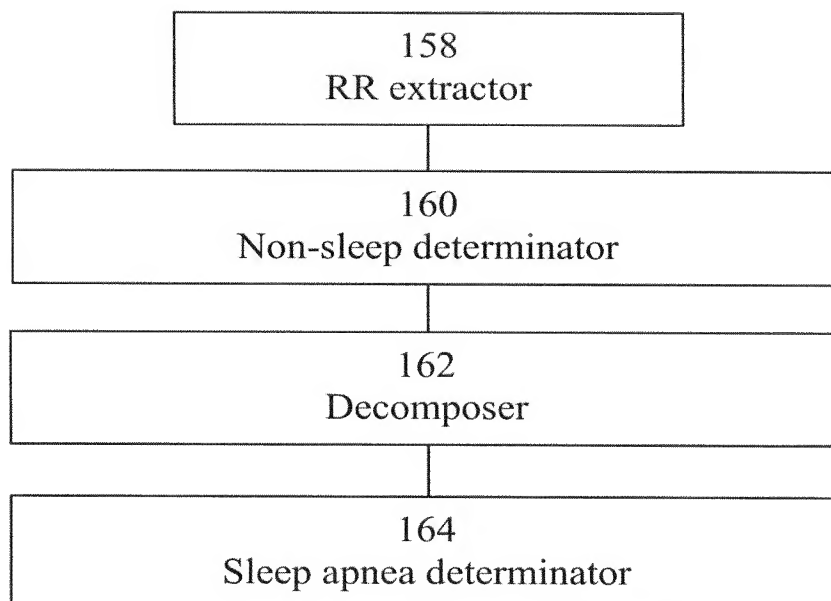 158
RR extractor
160
Non-sleep determinator
162
Decomposer
164
Sleep apnea determinator